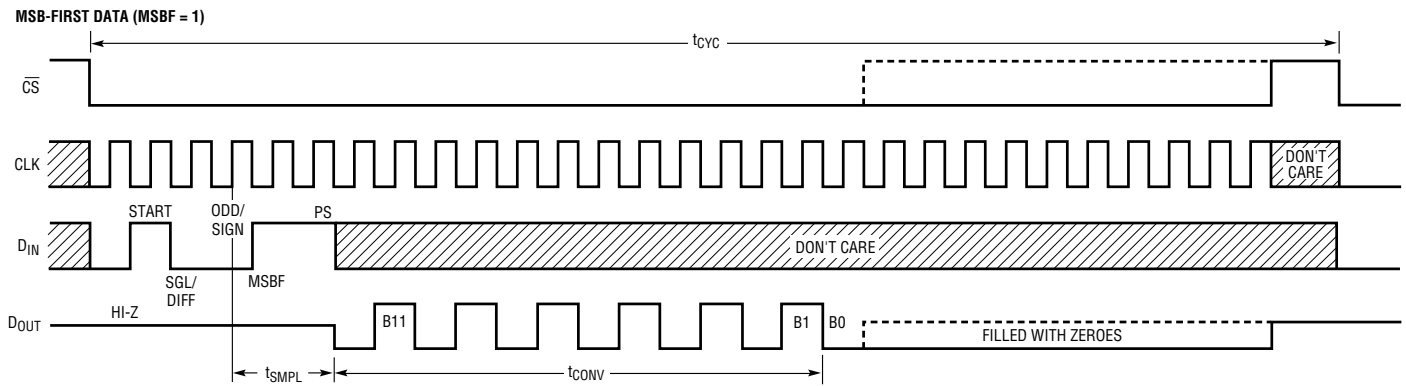 MSB-FIRST DATA (MSBF = 1)
tCYC
CS
CLK
DON'T
CARE
START
ODD/
SIGN
PS
DIN
DON'T CARE
SGL/
DIFF
MSBF
HI-Z
DOUT
B11
B1
B0
FILLED WITH ZEROES
tSMPL
tCONV